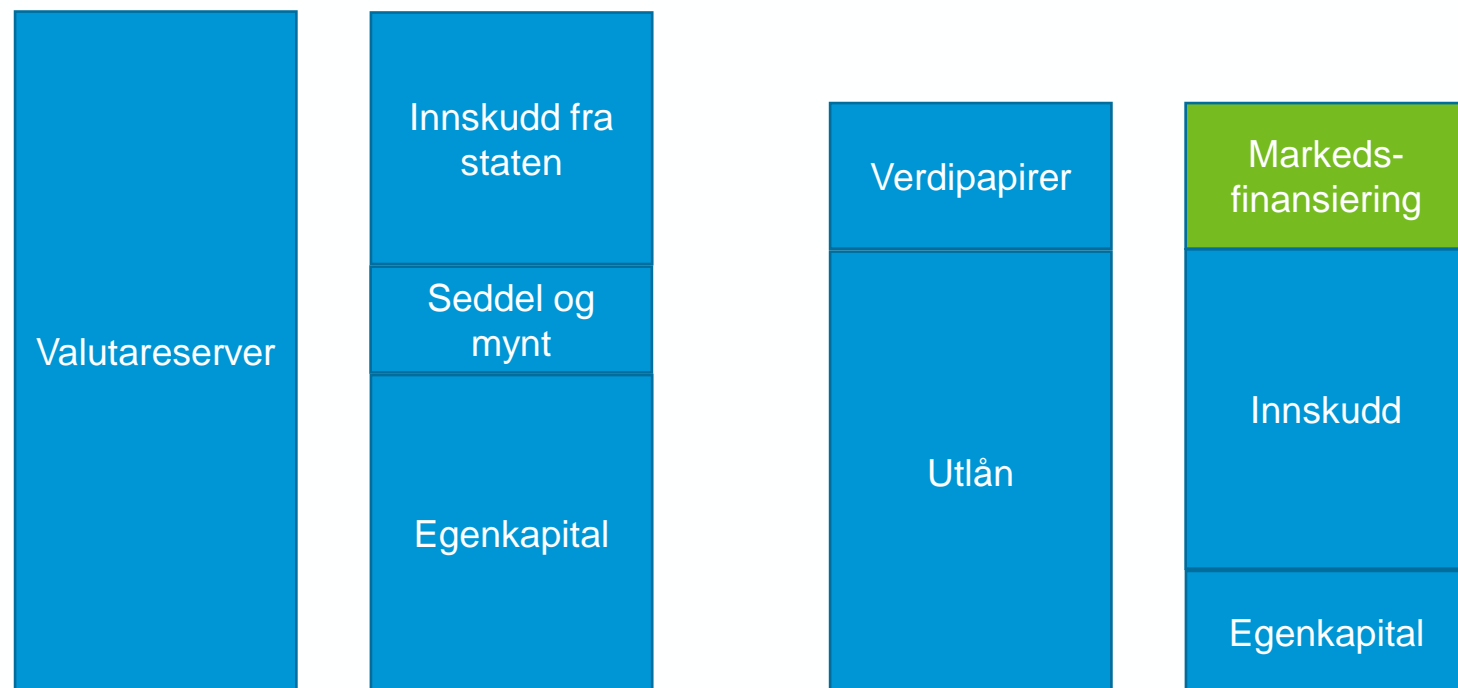 Valutareserver
Innskudd fra
staten
Seddel og
mynt
Egenkapital
Verdipapirer
Utlån
Markeds-
finansiering
Innskudd
Egenkapital